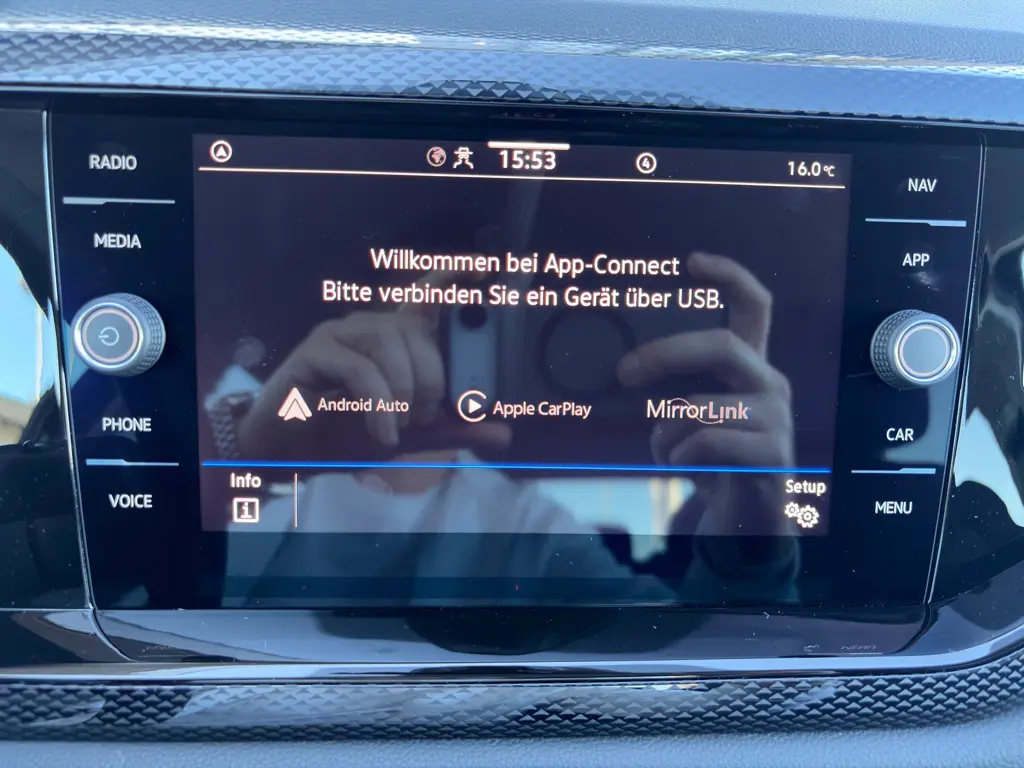 RADIO
MEDIA
PHONE
VOICE
15:53
4
16.0°C
Willkommen bei App-Connect
Bitte verbinden Sie ein Gerät über USB.
Android Auto
Apple CarPlay
MirrorLink
Info
i
Setup
NAV
APP
CAR
MENU